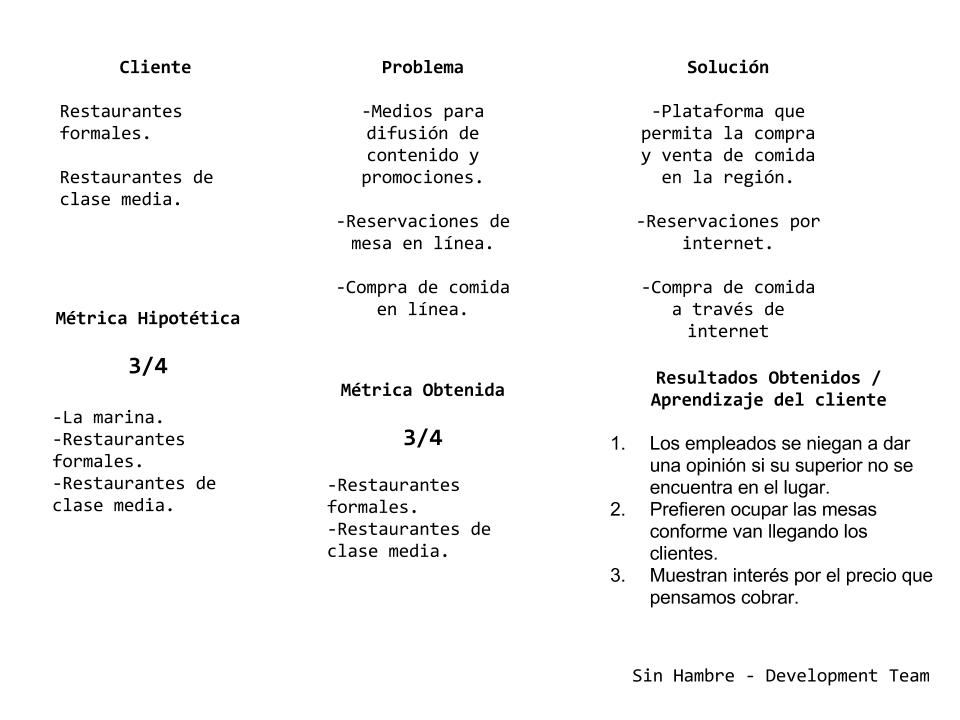 Cliente
Restaurantes
formales.
Restaurantes de
clase media.
Problema
-Medios para
difusión de
contenido y
promociones.
-Reservaciones de
mesa en línea.
-Compra de comida
en línea.
Solución
-Plataforma que
permita la compra
y venta de comida
en la región.
-Reservaciones por
internet.
-Compra de comida
a través de
internet
Métrica Hipotética
3/4
-La marina.
-Restaurantes
formales.
-Restaurantes de
clase media.
Métrica Obtenida
3/4
-Restaurantes
formales.
-Restaurantes de
clase media.
Resultados Obtenidos /
Aprendizaje del cliente
1. Los empleados se niegan a dar
una opinión si su superior no se
encuentra en el lugar.
2. Prefieren ocupar las mesas
conforme van llegando los
clientes.
3. Muestran interés por el precio que
pensamos cobrar.
Sin Hambre - Development Team